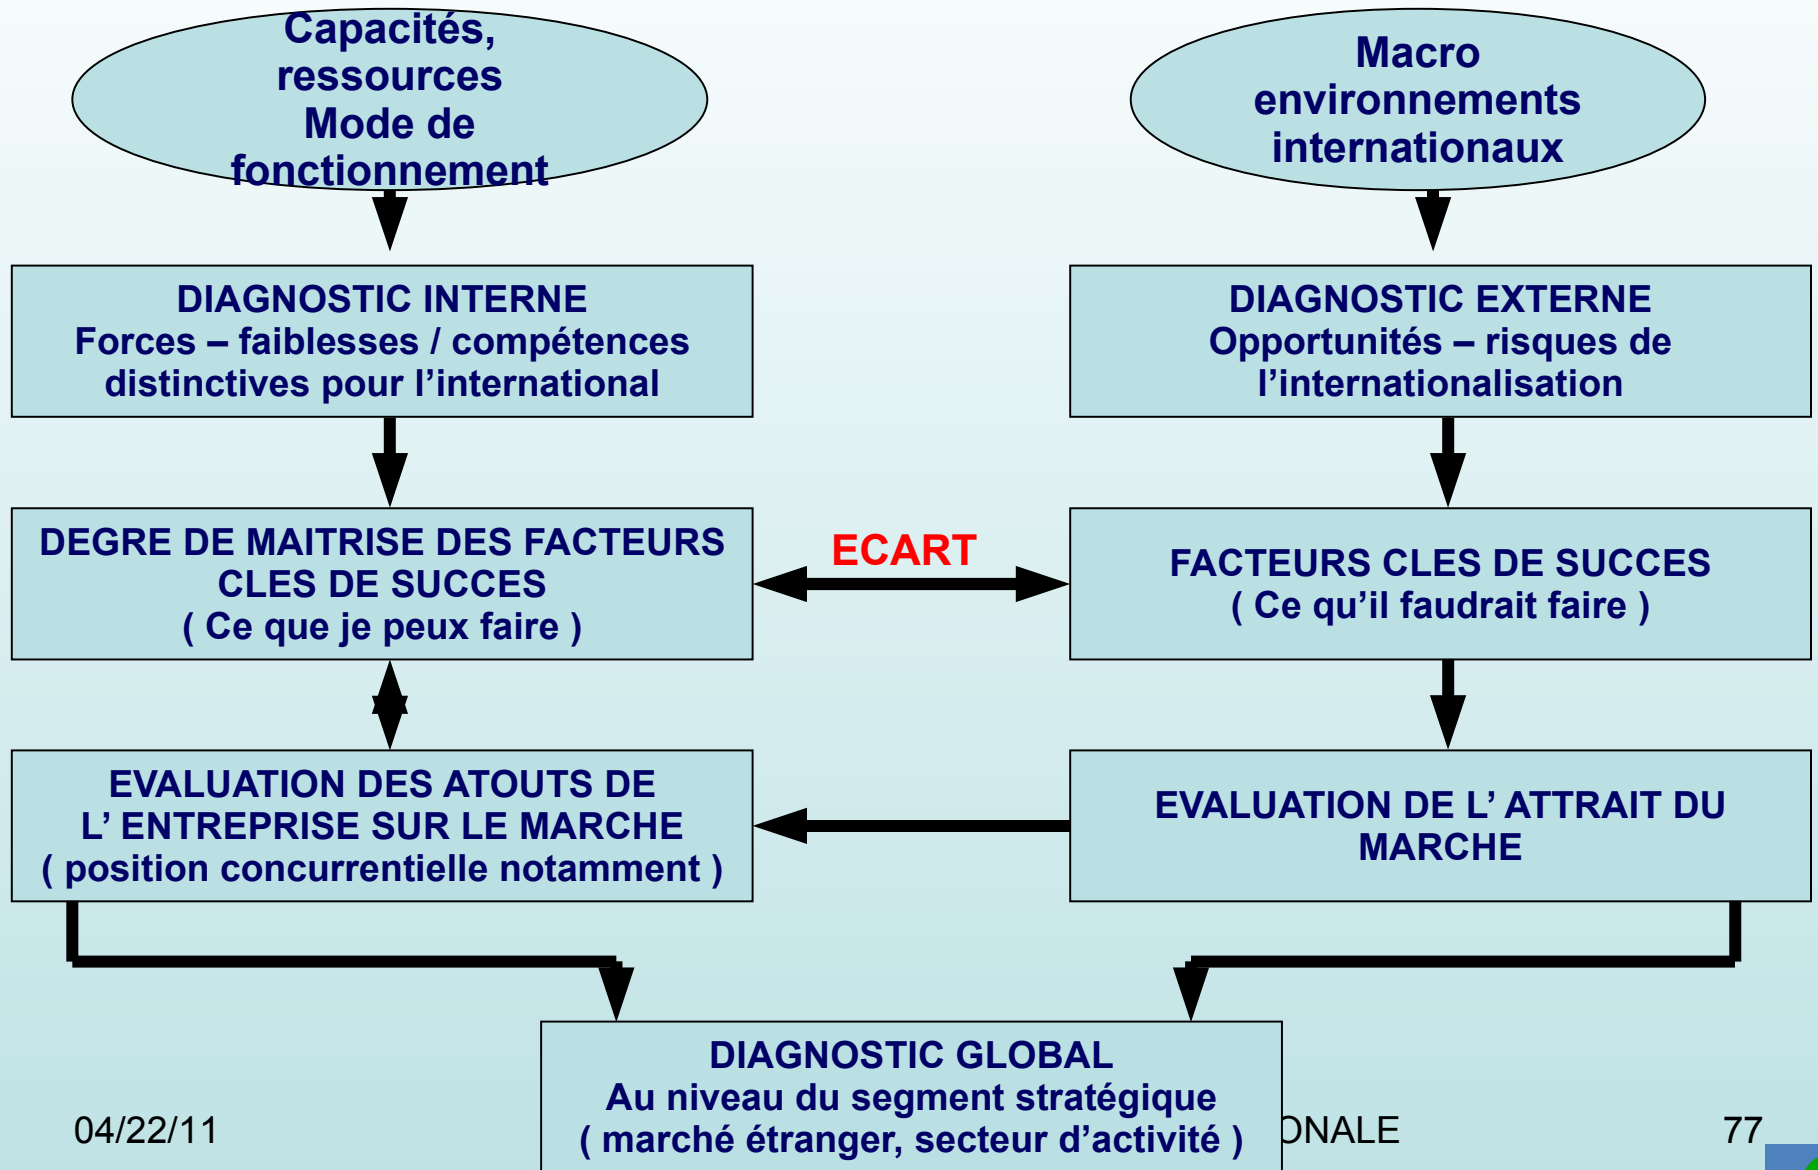 Capacités,
ressources
Mode de
fonctionnement
Macro
environnements
internationaux
DIAGNOSTIC INTERNE
Forces – faiblesses / compétences
distinctives pour l’international
DIAGNOSTIC EXTERNE
Opportunités – risques de
l’internationalisation
DEGRE DE MAITRISE DES FACTEURS
CLES DE SUCCES
( Ce que je peux faire )
ECART
FACTEURS CLES DE SUCCES
( Ce qu’il faudrait faire )
EVALUATION DES ATOUTS DE
L’ ENTREPRISE SUR LE MARCHE
( position concurrentielle notamment )
EVALUATION DE L’ ATTRAIT DU
MARCHE
DIAGNOSTIC GLOBAL
Au niveau du segment stratégique
( marché étranger, secteur d’activité )
04/22/11
ONALE
77